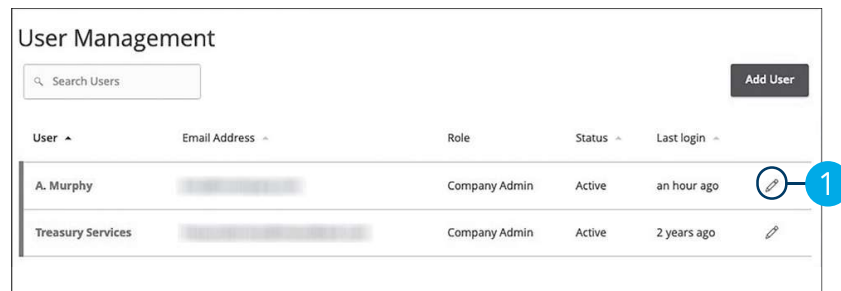 User Management
Search Users
Add User
User Email Address Role Status Last login
A. Murphy Company Admin Active an hour ago 1
Treasury Services Company Admin Active 2 years ago